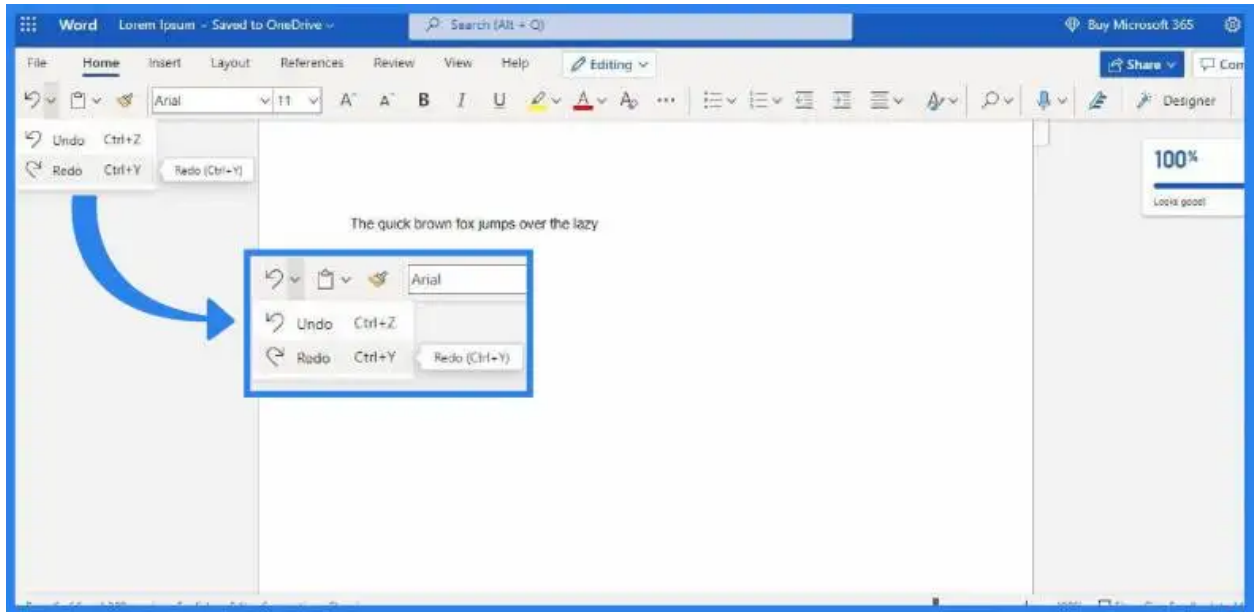 Word Lorem Ipsum - Saved to OneDrive
Search (Alt + Q)
Buy Microsoft 365
File Home Insert Layout References Review View Help Editing
Share Com
Arial 11 A A B I U A A Designer
Undo Ctrl+Z
Redo Ctrl+Y Redo (Ctrl+Y)
100%
Looks good!
The quick brown fox jumps over the lazy
Arial
Undo Ctrl+Z
Redo Ctrl+Y Redo (Ctrl+Y)